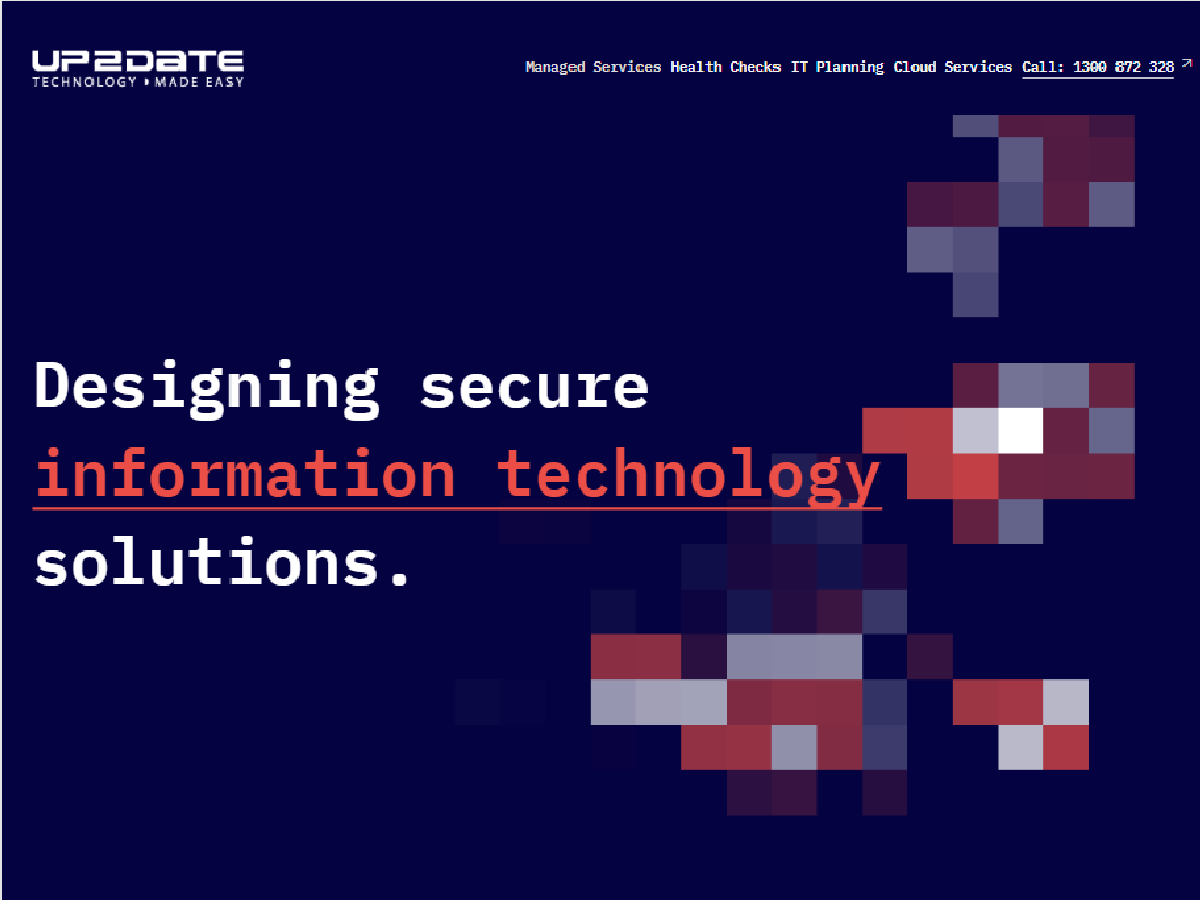 UP2DATE
TECHNOLOGY • MADE EASY
Managed Services Health Checks IT Planning Cloud Services Call: 1300 872 328
Designing secure
information technology
solutions.